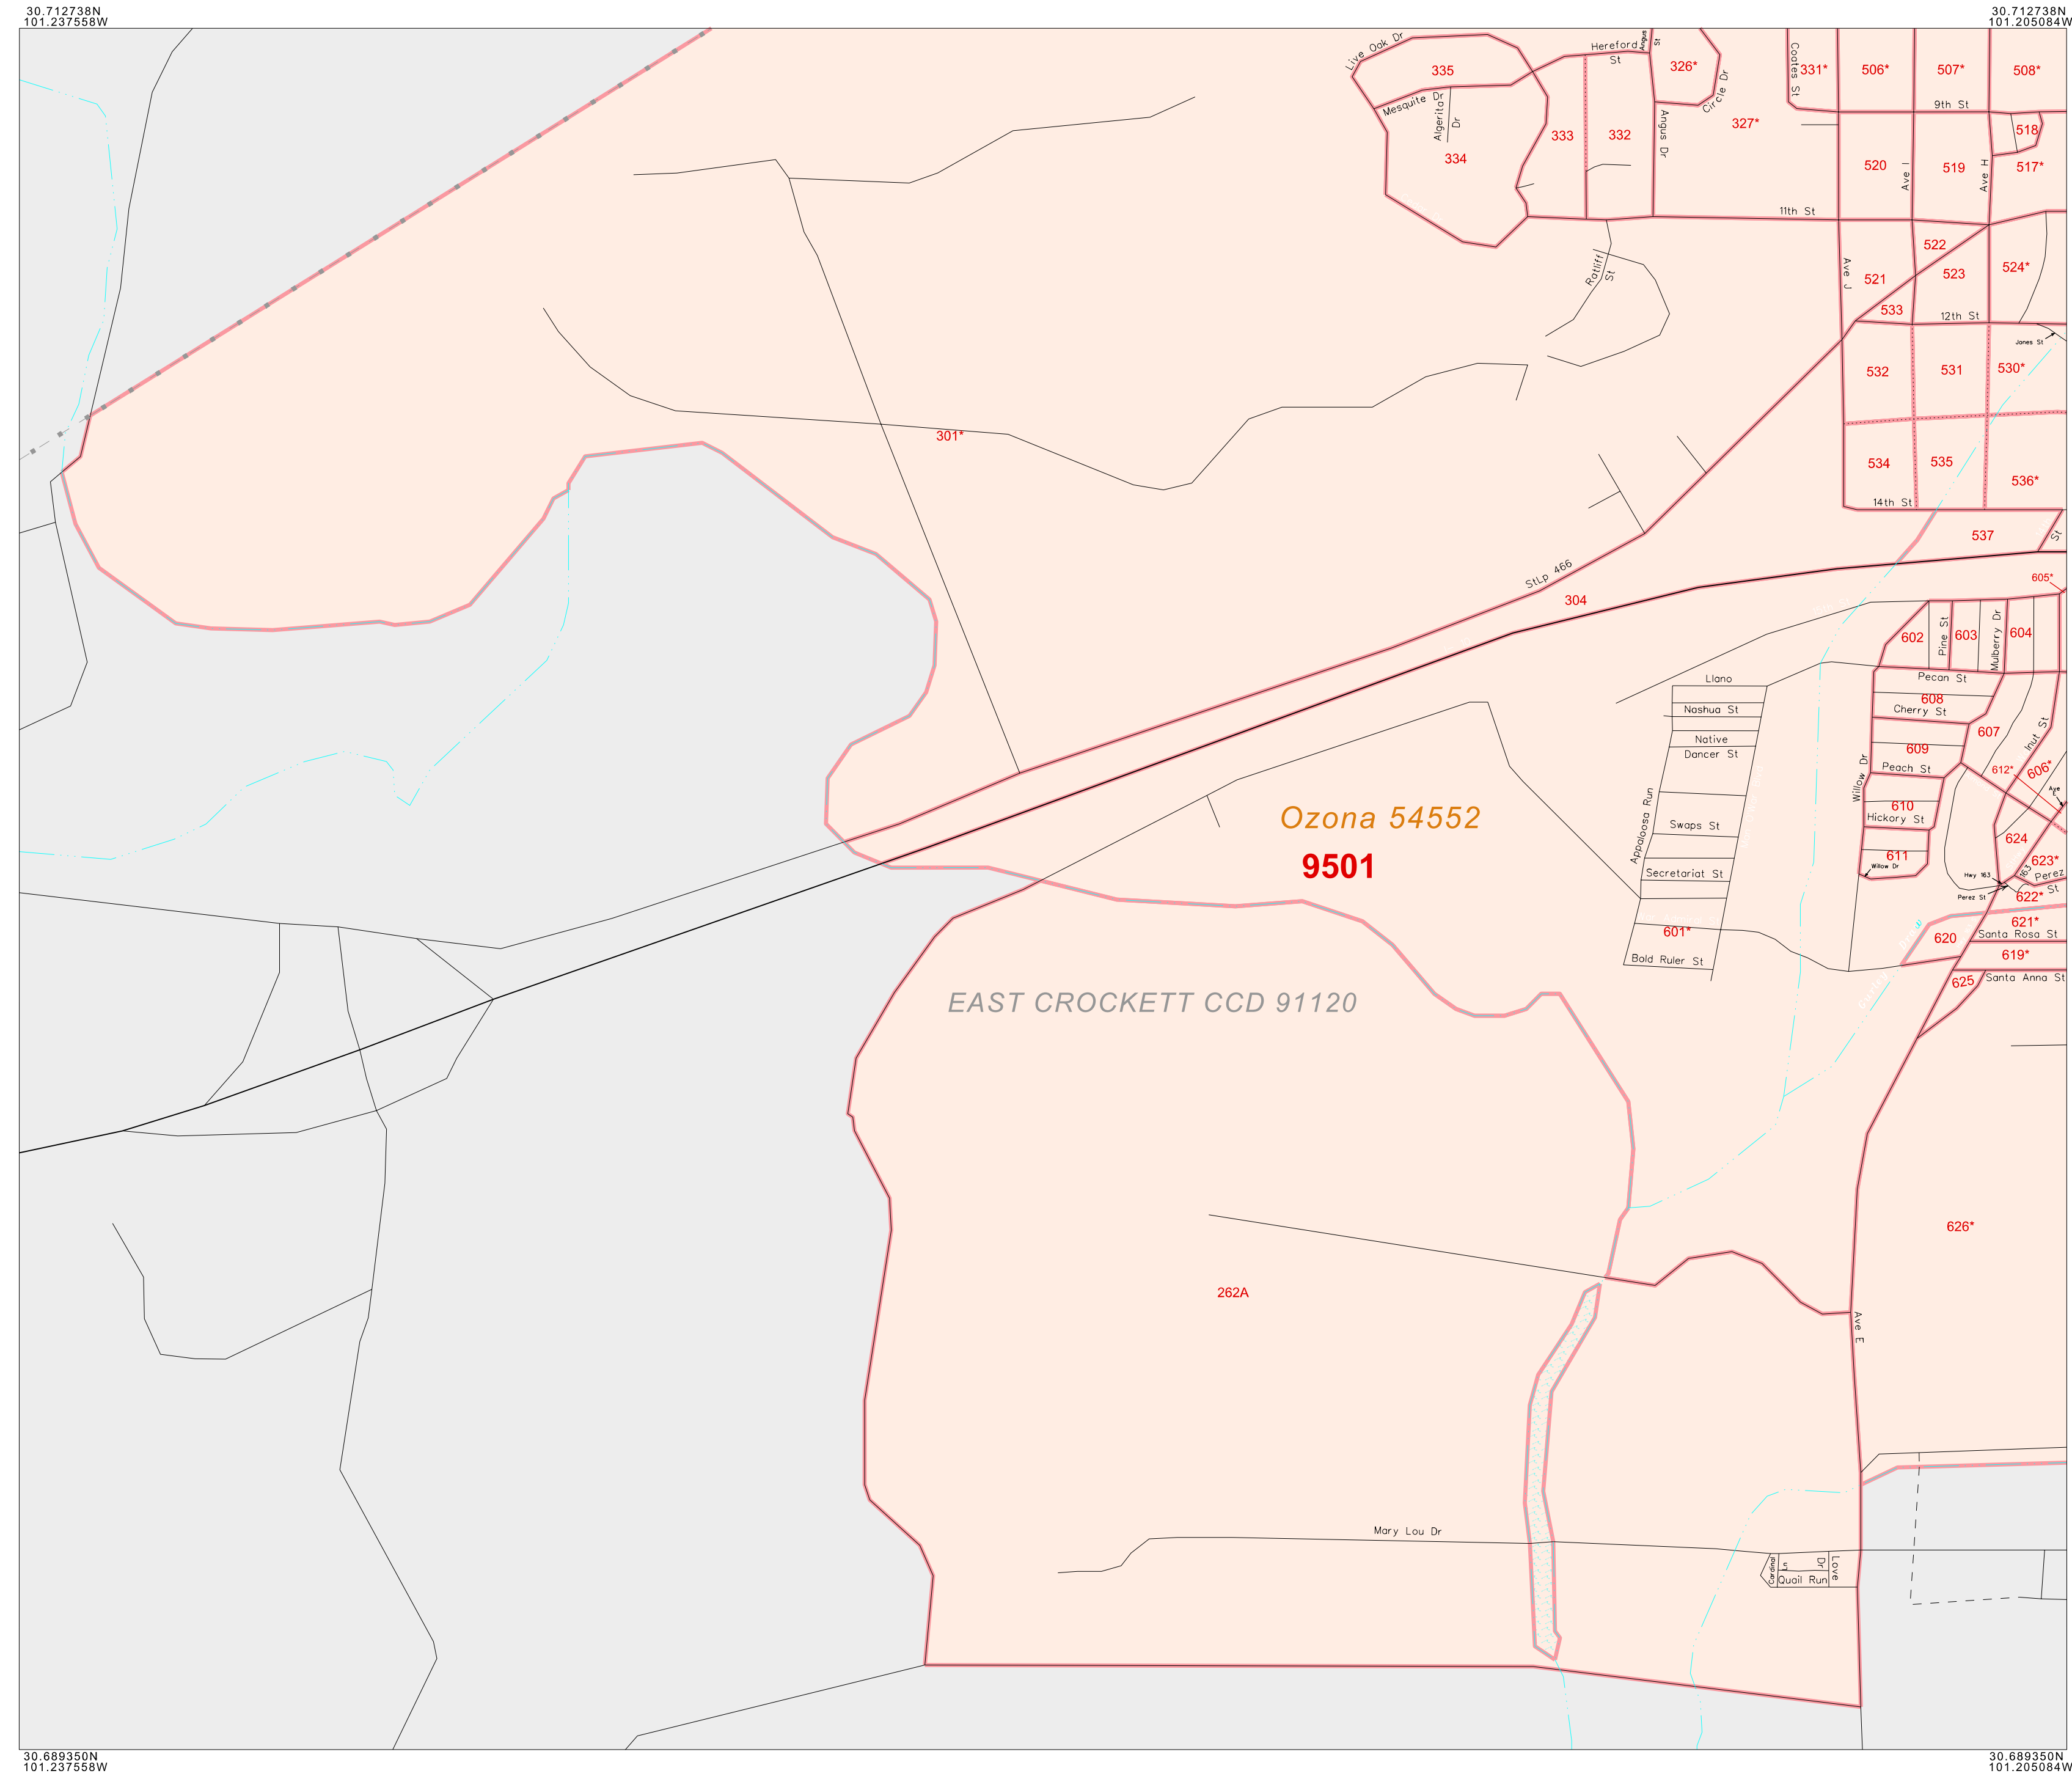 30.712738N
101.237558W
30.712738N
101.205084W
Live Oak Dr
Hereford
St
Angus
St
Coates St
335
326*
331*
506*
507*
508*
Mesquite Dr
Algerita
Dr
Circle Dr
9th St
327*
333
332
Angus Dr
518
334
520
Ave I
519
Ave H
517*
11th St
Ratliff
St
522
Ave J
521
523
524*
533
12th St
Jones St
532
531
530*
301*
534
535
536*
14th St
537
St
StLp 466
304
605*
602
Pine St
603
Mulberry Dr
604
Pecan St
Llano
608
Nashua St
Cherry St
607
Native
Dancer St
609
lnut St
Peach St
612*
606*
Willow Dr
Ave
E
Appaloosa Run
610
Swaps St
Hickory St
Ozona 54552
624
611
Willow Dr
623*
9501
Secretariat St
Hwy 163
163
Perez
St
Perez St
622*
601*
621*
620
Santa Rosa St
Bold Ruler St
619*
Santa Anna St
625
EAST CROCKETT CCD 91120
626*
262A
Ave E
Mary Lou Dr
Cardinal
Ln
Dr
Love
Quail Run
30.689350N
101.237558W
30.689350N
101.205084W